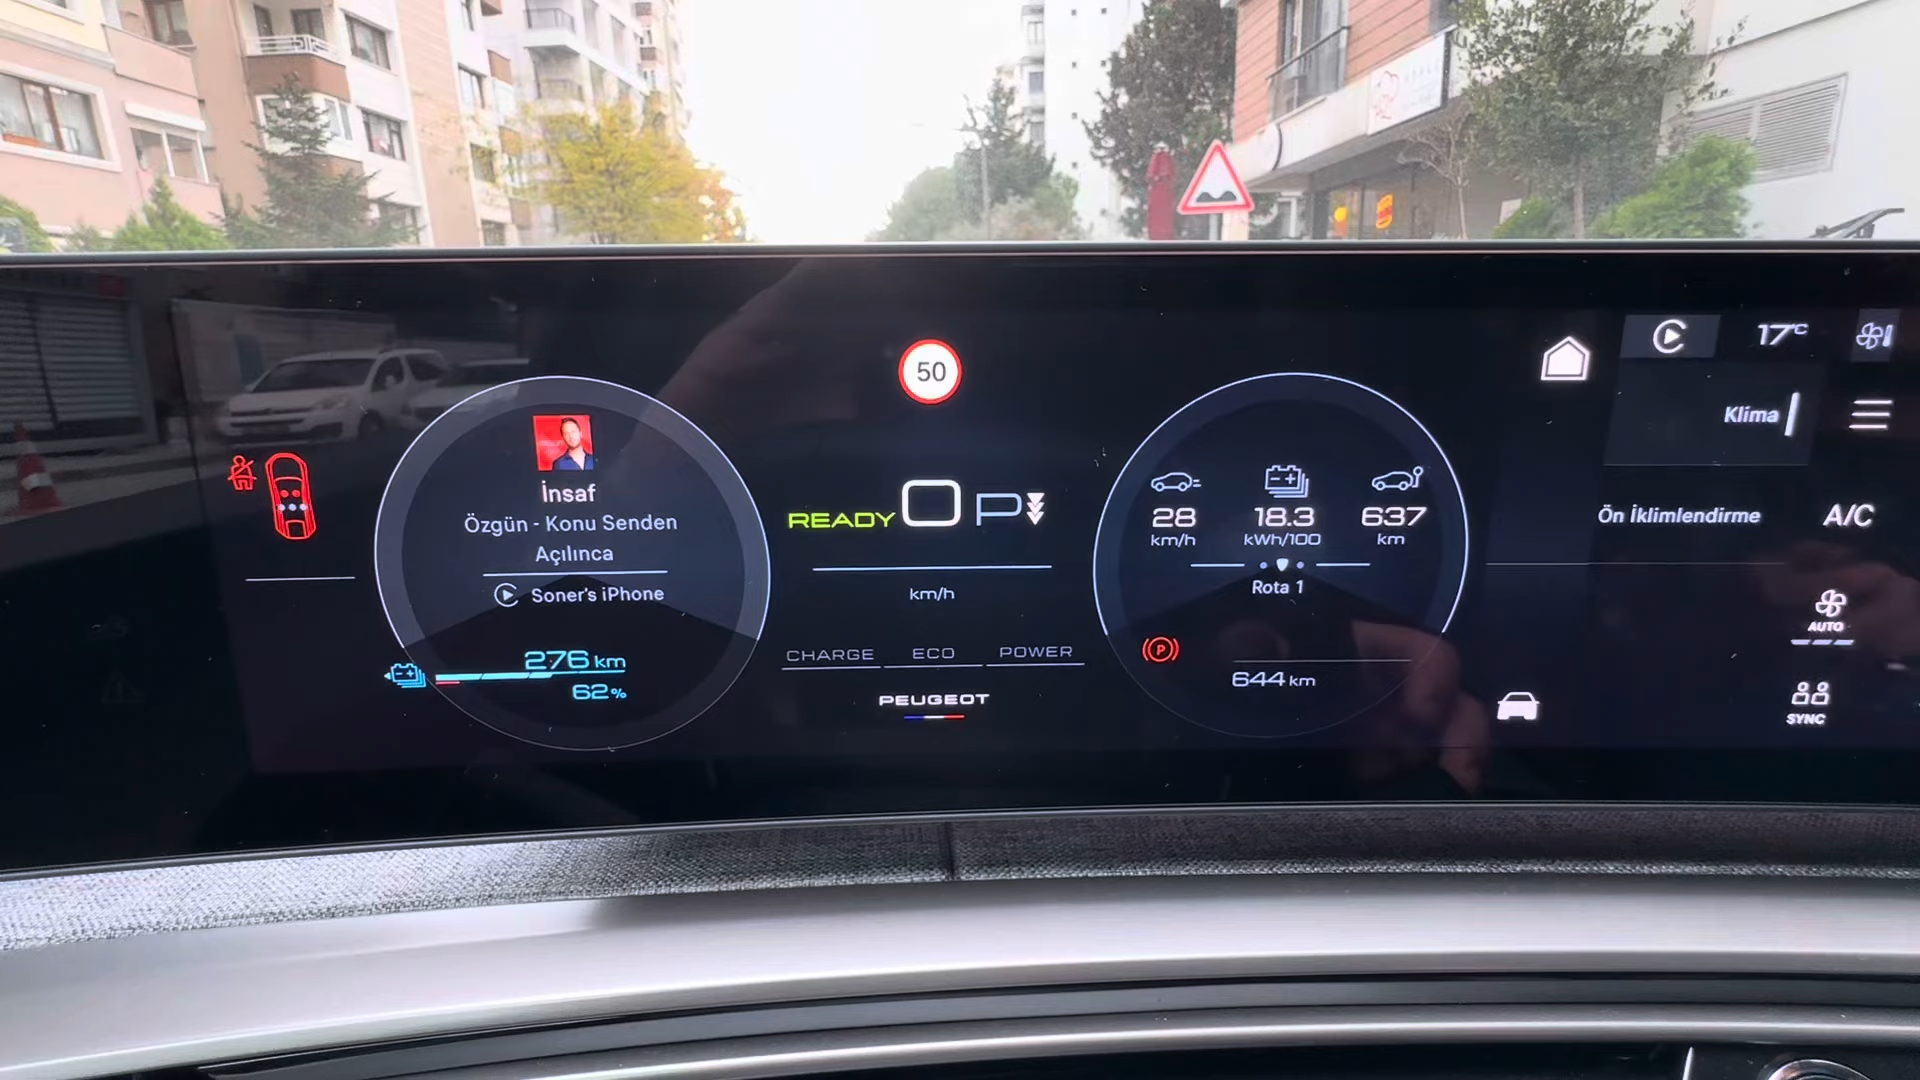 50
17°C
Klima
İnsaf
Özgün - Konu Senden
Açılınca
Soner's iPhone
276 km
62%
READY 0 P
km/h
CHARGE ECO POWER
PEUGEOT
28
km/h
18.3
kWh/100
637
km
Rota 1
P
644 km
Ön İklimlendirme
A/C
AUTO
SYNC